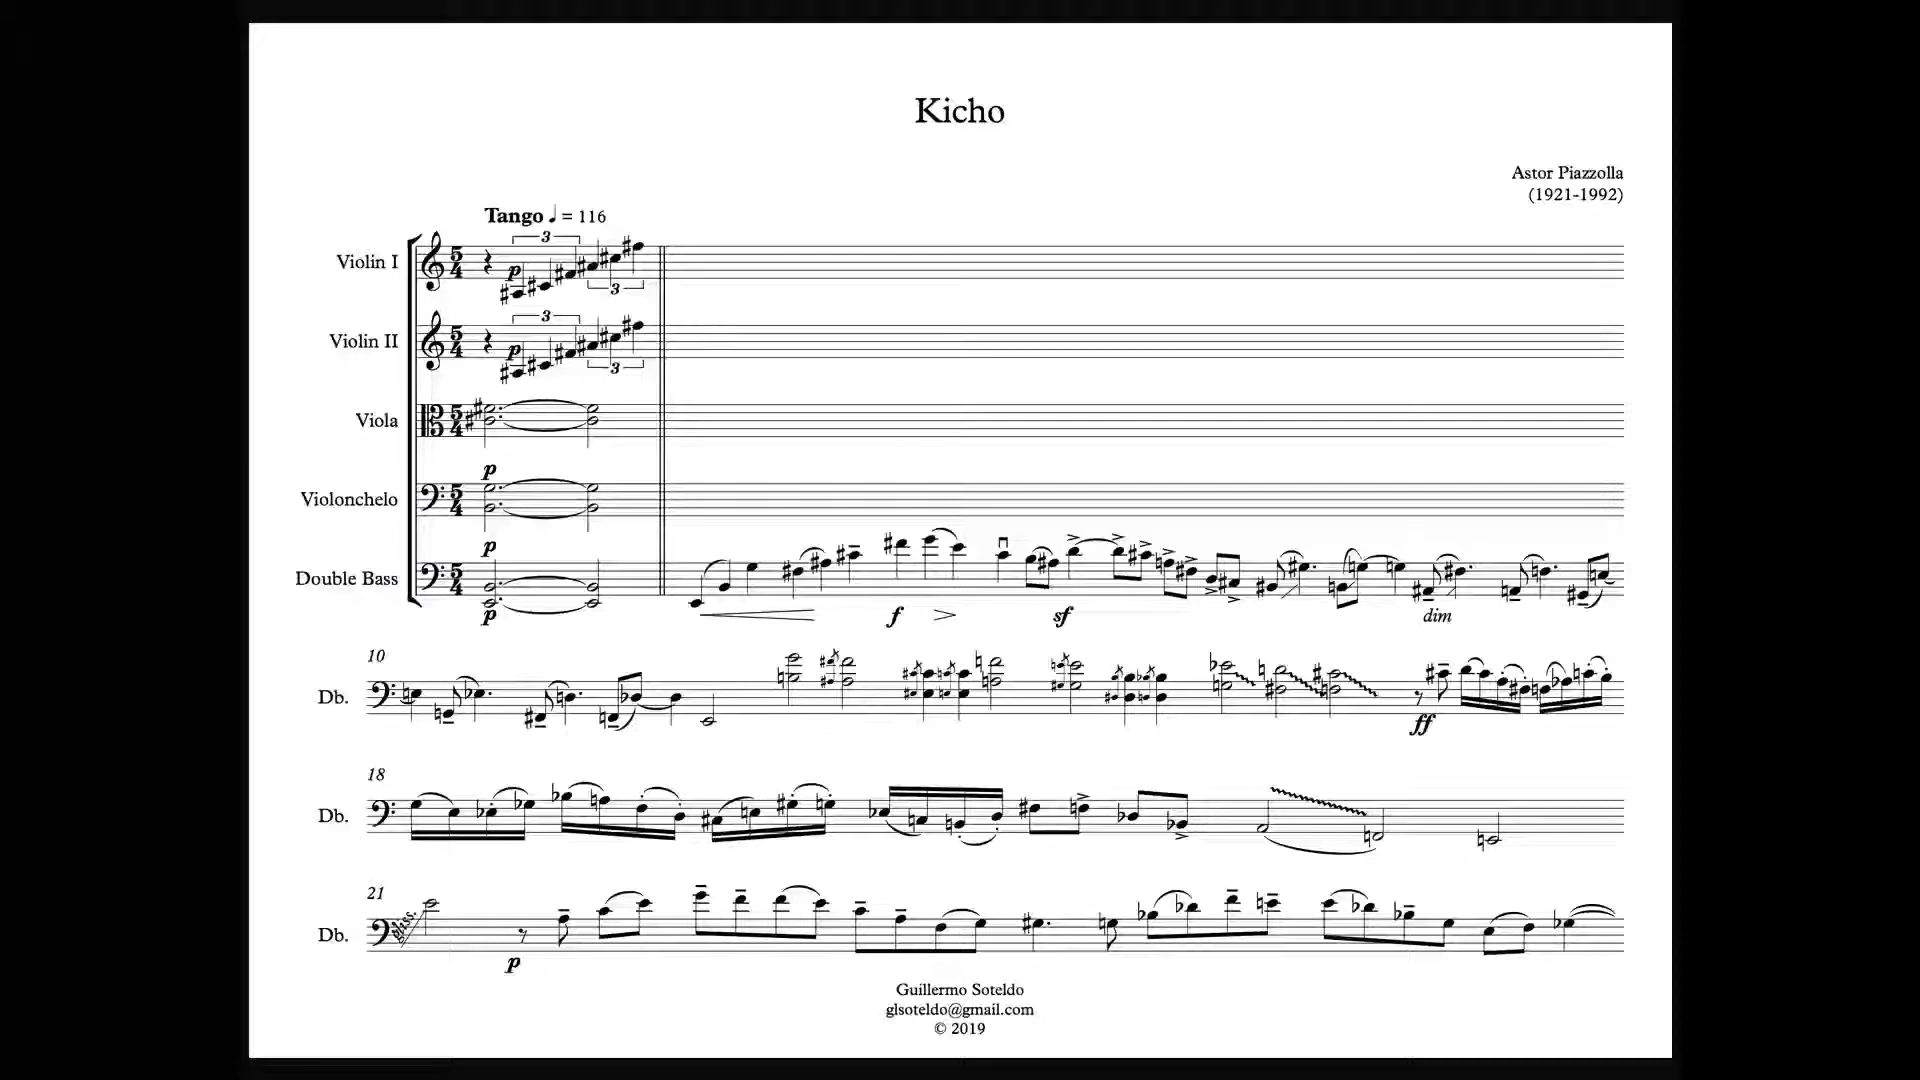 Kicho
Astor Piazzolla
(1921-1992)
Tango ♩ = 116
Violin I
3
p
3
Violin II
3
p
3
Viola
p
Violonchelo
p
Double Bass
p
f
sf
dim
10
Db.
ff
18
Db.
21
Db.
gliss.
p
Guillermo Soteldo
glsoteldo@gmail.com
© 2019